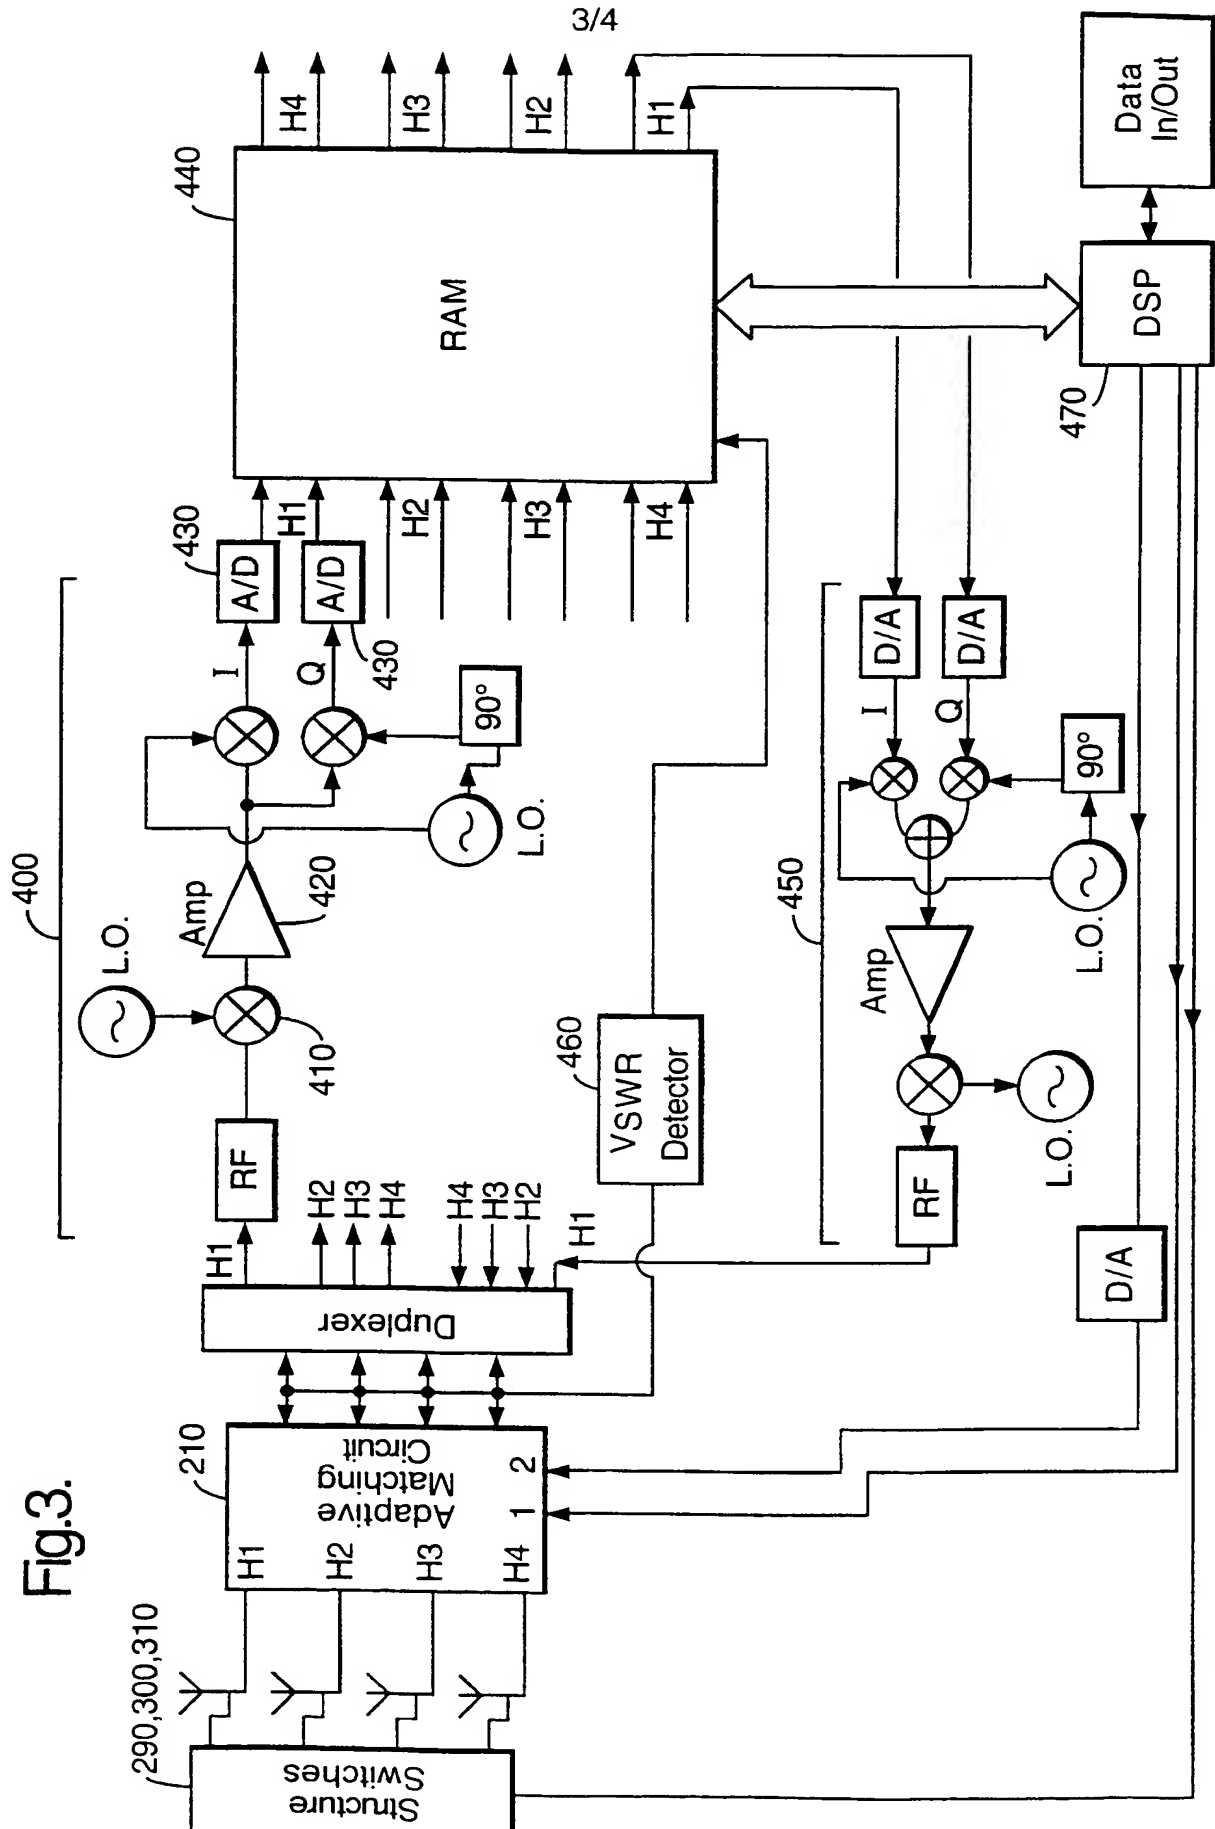 3/4
Fig.3.
290,300,310
Structure
Switches
210
H1
H2
H3
H4
Adaptive
Matching
Circuit
1
2
Duplexer
H1
H2
H3
H4
H4
H3
H2
H1
400
RF
410
L.O.
Amp
420
L.O.
90°
I
Q
A/D
430
A/D
430
H1
H2
H3
H4
440
RAM
H4
H3
H2
H1
460
VSWR
Detector
450
RF
L.O.
Amp
L.O.
90°
I
Q
D/A
D/A
D/A
470
DSP
Data
In/Out